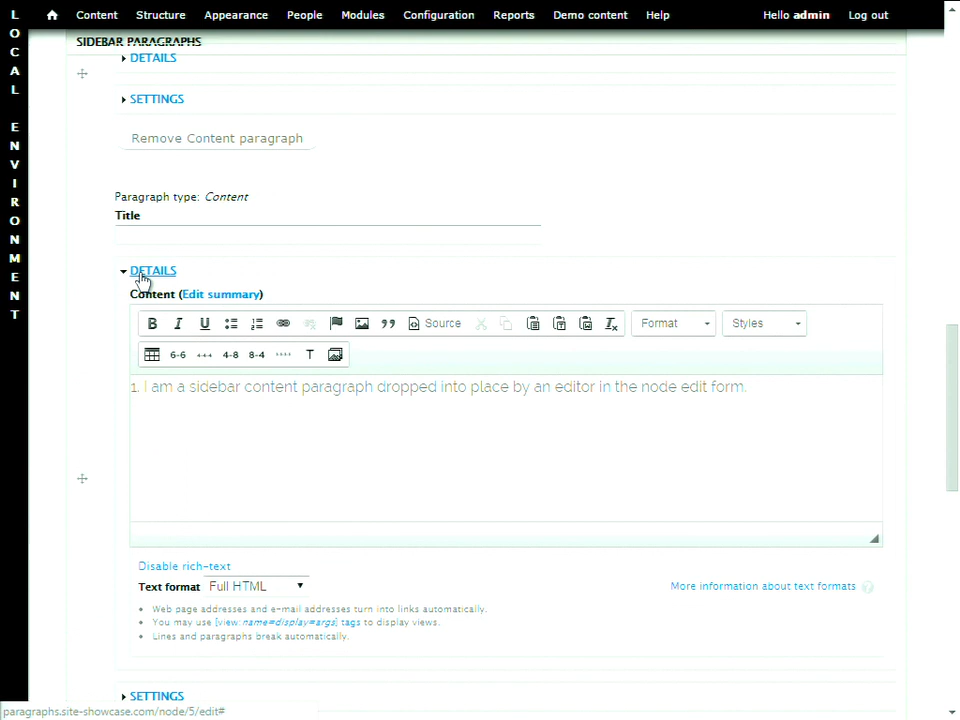 Content Structure Appearance People Modules Configuration Reports Demo content Help Hello admin Log out
LOCAL ENVIRONMENT
SIDEBAR PARAGRAPHS
DETAILS
SETTINGS
Remove Content paragraph
Paragraph type: Content
Title
DETAILS
Content (Edit summary)
B I U Source Format Styles
6-6 4-8 8-4 T
1. I am a sidebar content paragraph dropped into place by an editor in the node edit form.
Disable rich-text
Text format Full HTML More information about text formats ?
Web page addresses and e-mail addresses turn into links automatically.
You may use [view:name=display=args] tags to display views.
Lines and paragraphs break automatically.
SETTINGS
paragraphs.site-showcase.com/node/5/edit#